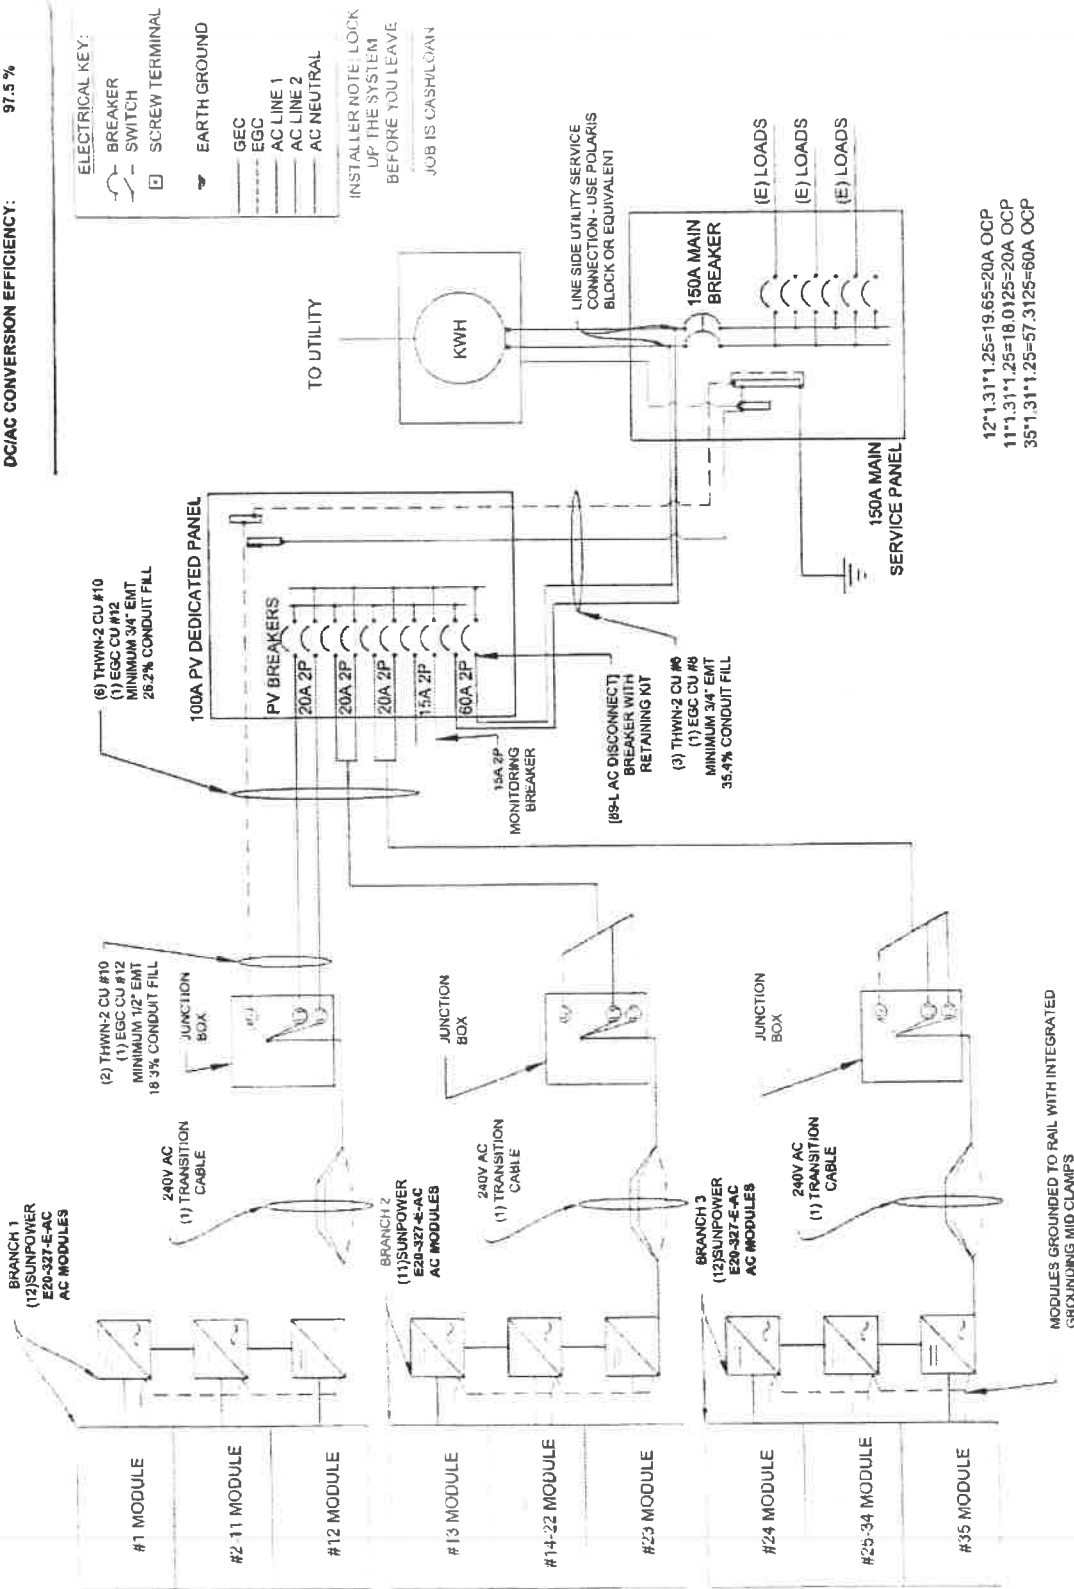 DC/AC CONVERSION EFFICIENCY: 97.5 %
ELECTRICAL KEY:
BREAKER
SWITCH
SCREW TERMINAL
EARTH GROUND
GEC
EGC
AC LINE 1
AC LINE 2
AC NEUTRAL
INSTALLER NOTE: LOCK
UP THE SYSTEM
BEFORE YOU LEAVE
JOB IS CASH/LOAN
TO UTILITY
KWH
LINE SIDE UTILITY SERVICE
CONNECTION - USE POLARIS
BLOCK OR EQUIVALENT
150A MAIN
BREAKER
(E) LOADS
(E) LOADS
(E) LOADS
150A MAIN
SERVICE PANEL
12*1.31*1.25=19.65=20A OCP
11*1.31*1.25=18.0125=20A OCP
35*1.31*1.25=57.3125=60A OCP
(6) THWN-2 CU #10
(1) EGC CU #12
MINIMUM 3/4" EMT
26.2% CONDUIT FILL
100A PV DEDICATED PANEL
PV BREAKERS
20A 2P
20A 2P
20A 2P
15A 2P
60A 2P
15A 2P
MONITORING
BREAKER
[89-L AC DISCONNECT]
BREAKER WITH
RETAINING KIT
(3) THWN-2 CU #6
(1) EGC CU #8
MINIMUM 3/4" EMT
35.4% CONDUIT FILL
(2) THWN-2 CU #10
(1) EGC CU #12
MINIMUM 1/2" EMT
18.3% CONDUIT FILL
JUNCTION
BOX
JUNCTION
BOX
JUNCTION
BOX
240V AC
(1) TRANSITION
CABLE
240V AC
(1) TRANSITION
CABLE
240V AC
(1) TRANSITION
CABLE
BRANCH 1
(12)SUNPOWER
E20-327-E-AC
AC MODULES
BRANCH 2
(11)SUNPOWER
E20-327-E-AC
AC MODULES
BRANCH 3
(12)SUNPOWER
E20-327-E-AC
AC MODULES
#1 MODULE
#2-11 MODULE
#12 MODULE
#13 MODULE
#14-22 MODULE
#23 MODULE
#24 MODULE
#25-34 MODULE
#35 MODULE
MODULES GROUNDED TO RAIL WITH INTEGRATED
GROUNDING MID CLAMPS